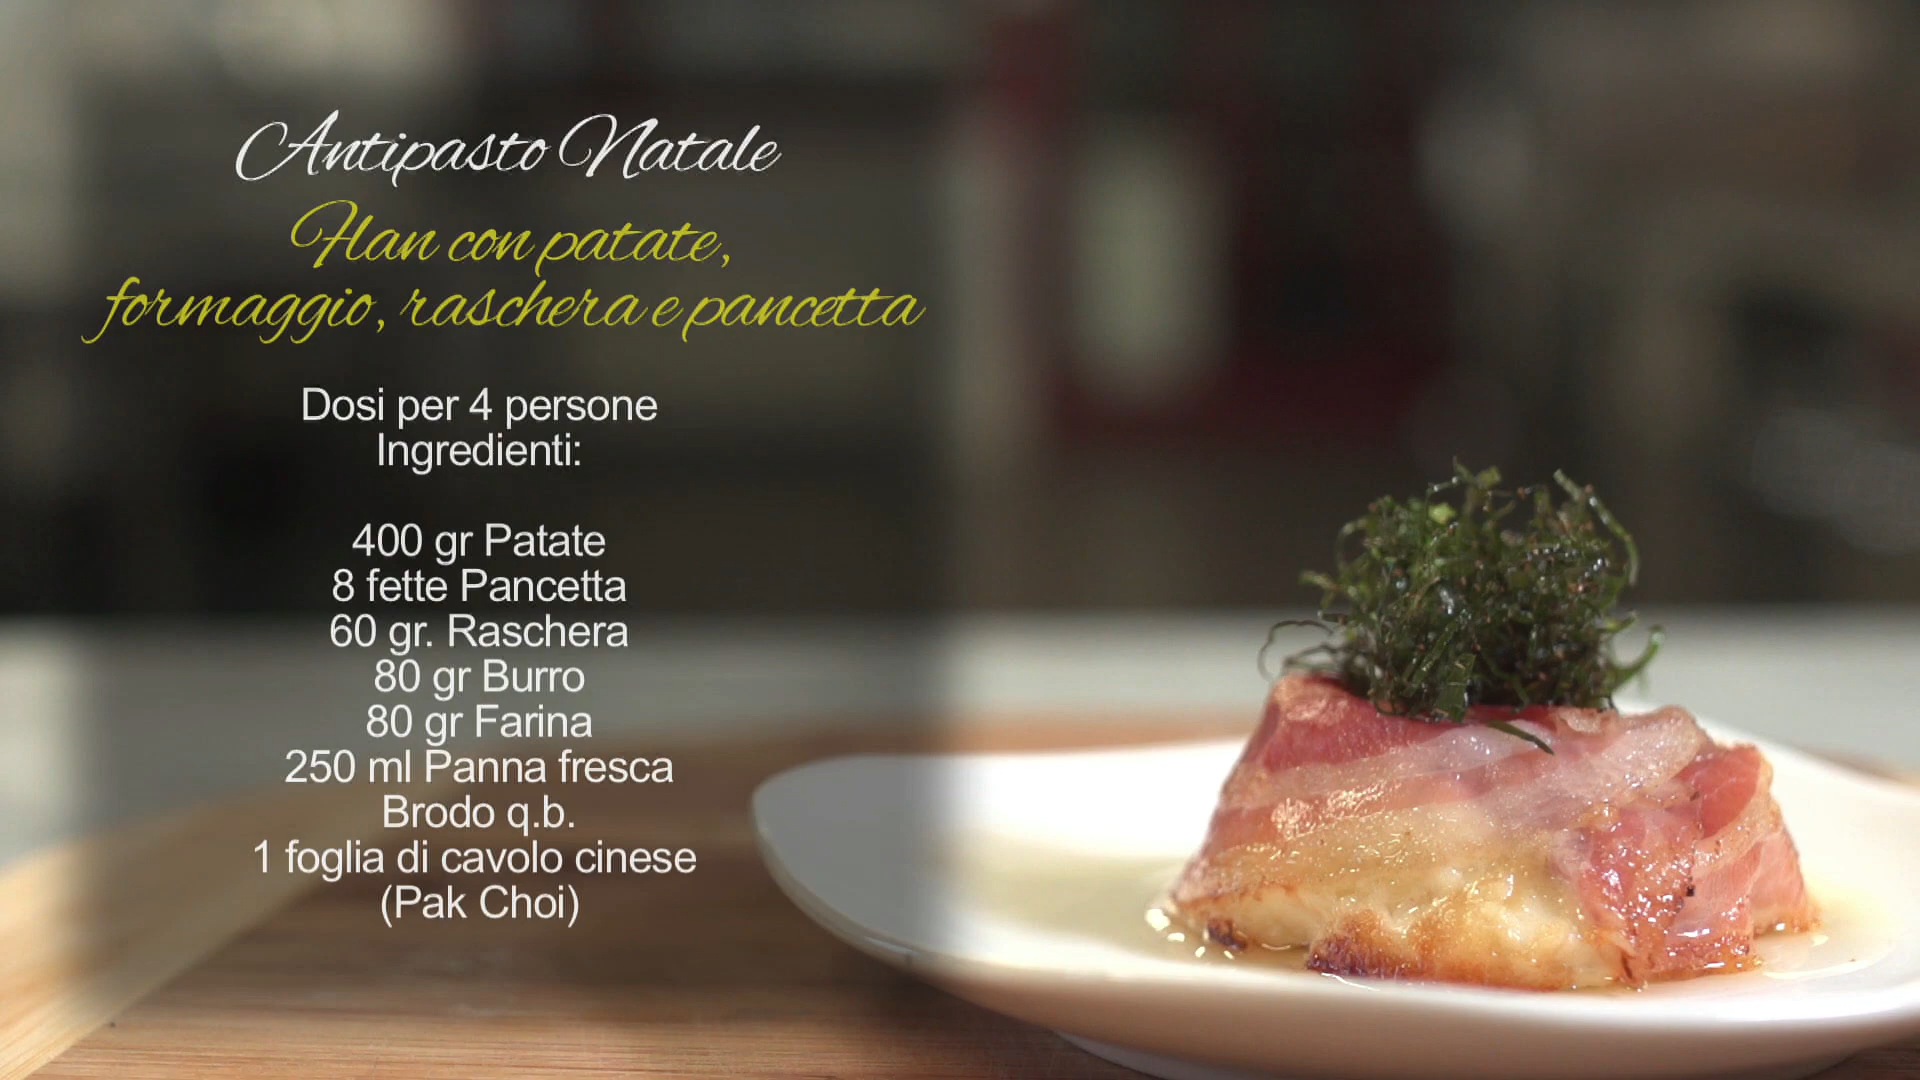 Antipasto Natale
Flan con patate,
formaggio, raschera e pancetta
Dosi per 4 persone
Ingredienti:
400 gr Patate
8 fette Pancetta
60 gr. Raschera
80 gr Burro
80 gr Farina
250 ml Panna fresca
Brodo q.b.
1 foglia di cavolo cinese
(Pak Choi)